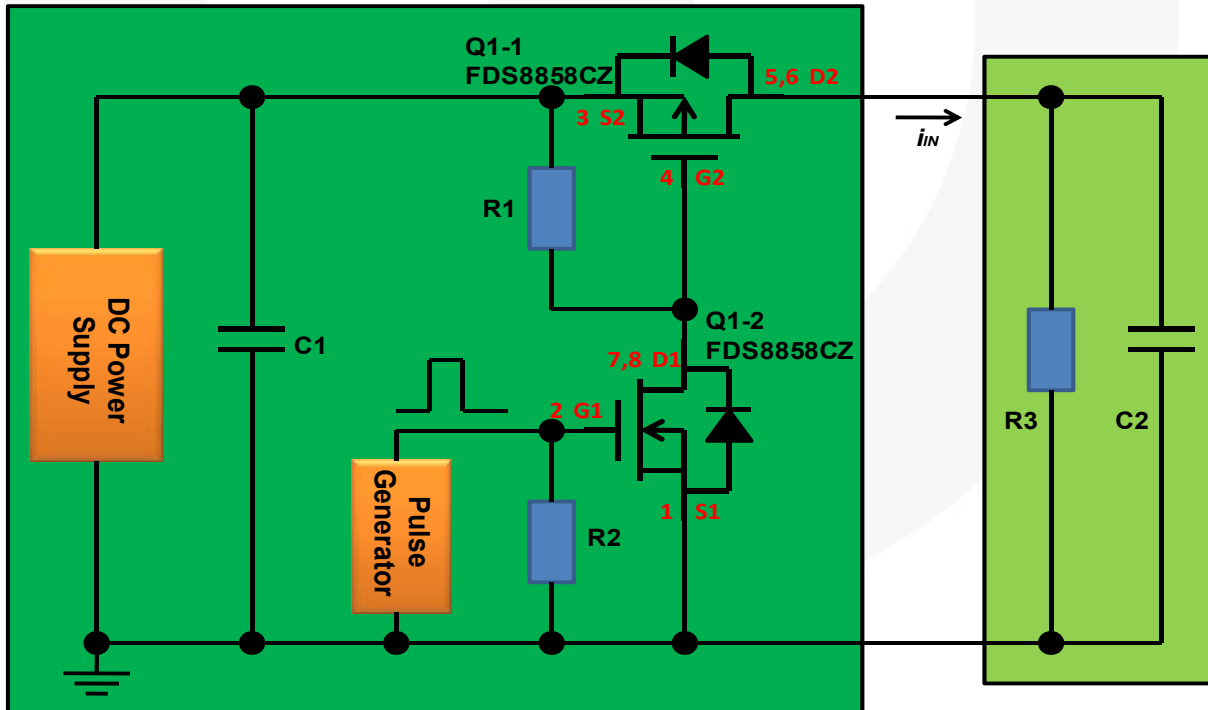 Q1-1
FDS8858CZ
5,6 D2
3 S2
iIN
4 G2
R1
DC Power
Supply
C1
Q1-2
FDS8858CZ
7,8 D1
2 G1
R3
C2
Pulse
Generator
R2
1 S1